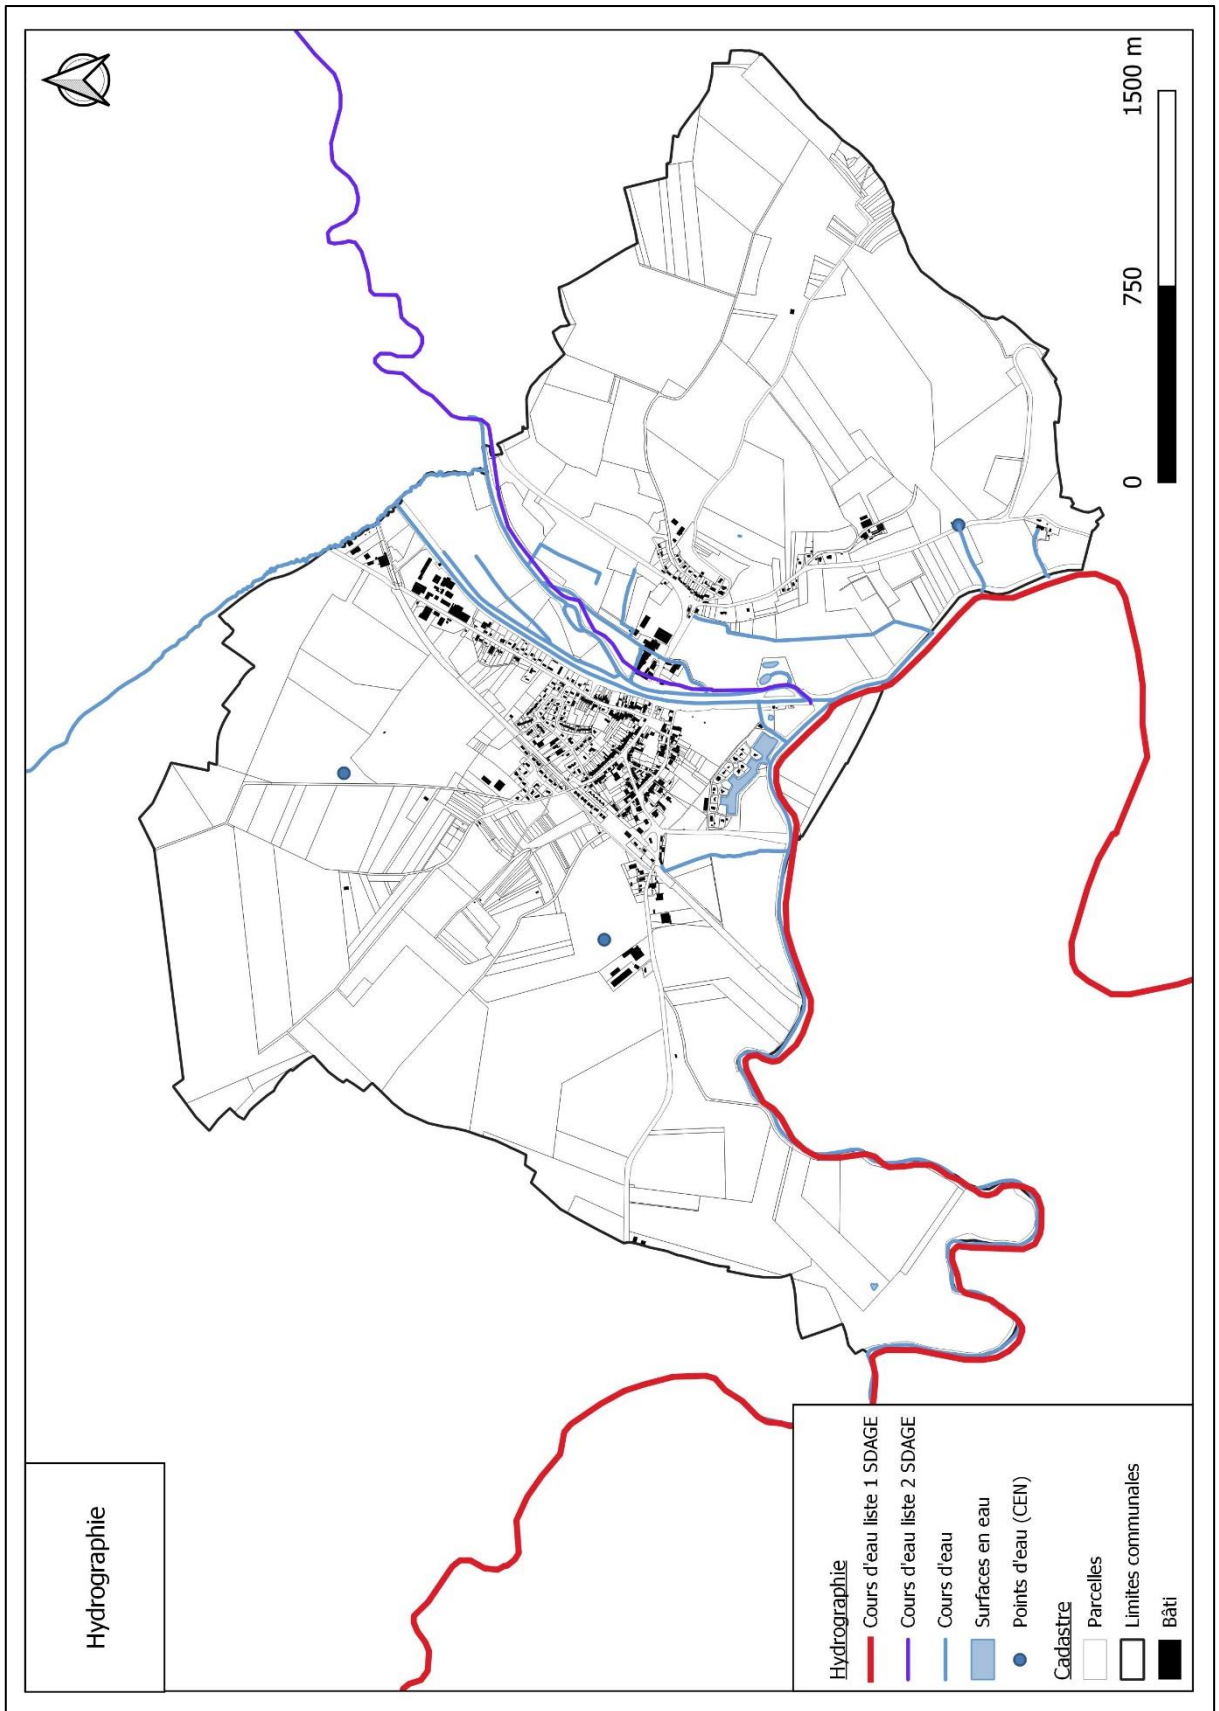 Hydrographie
Hydrographie
Cours d'eau liste 1 SDAGE
Cours d'eau liste 2 SDAGE
Cours d'eau
Surfaces en eau
Points d'eau (CEN)
Cadastre
Parcelles
Limites communales
Bâti
0 750 1500 m